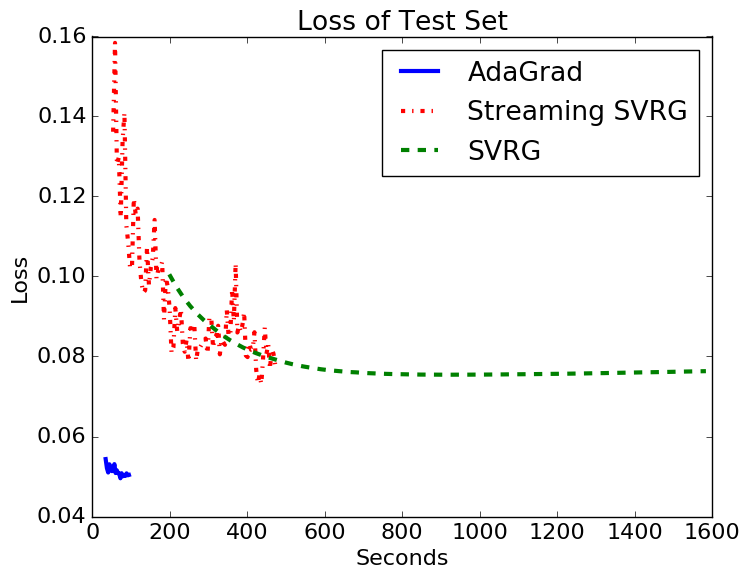 Loss of Test Set
0.16
0.14
0.12
0.10
0.08
0.06
0.04
Loss
AdaGrad
Streaming SVRG
SVRG
0 200 400 600 800 1000 1200 1400 1600
Seconds